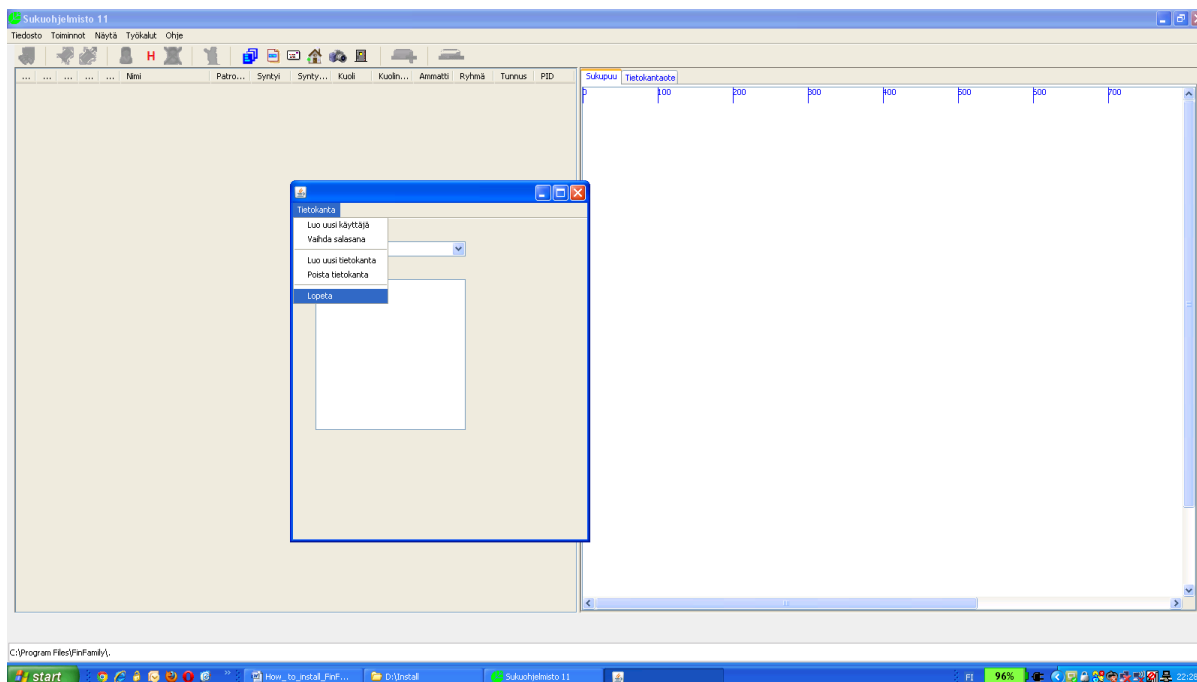 Sukuohjelmisto 11
Tiedosto Toiminnot Näytä Työkalut Ohje
H
... ... ... ... ... Nimi Patro... Syntyi Synty... Kuoli Kuolin... Ammatti Ryhmä Tunnus PID
Sukupuu Tietokantaote
0 100 200 300 400 500 600 700
Tietokanta
Luo uusi käyttäjä
Vaihda salasana
Luo uusi tietokanta
Poista tietokanta
Lopeta
C:\Program Files\FinFamily\.
start How_to_install_FinF... D:\Install Sukuohjelmisto 11 FI 96% 22:28